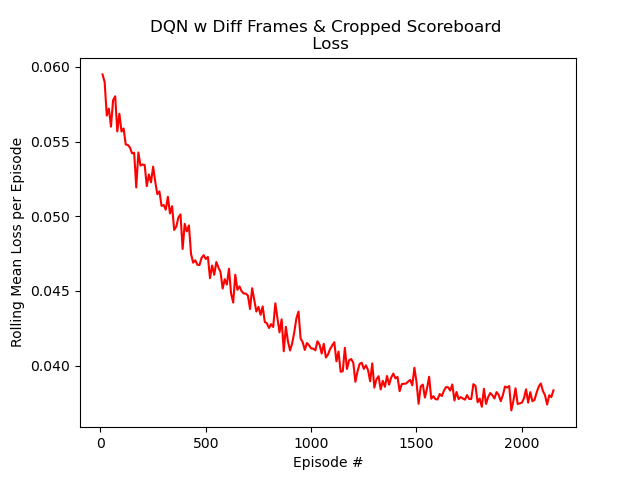 DQN w Diff Frames & Cropped Scoreboard
Loss
Rolling Mean Loss per Episode
0.060
0.055
0.050
0.045
0.040
0
500
1000
1500
2000
Episode #